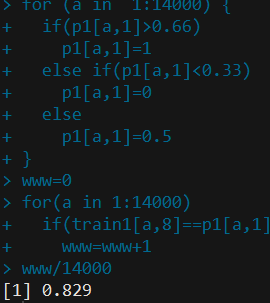 > for (a in  1:14000) {
+   if(p1[a,1]>0.66)
+     p1[a,1]=1
+   else if(p1[a,1]<0.33)
+     p1[a,1]=0
+   else
+     p1[a,1]=0.5
+ }
> www=0
> for(a in 1:14000)
+   if(train1[a,8]==p1[a,1]
+     www=www+1
> www/14000
[1] 0.829